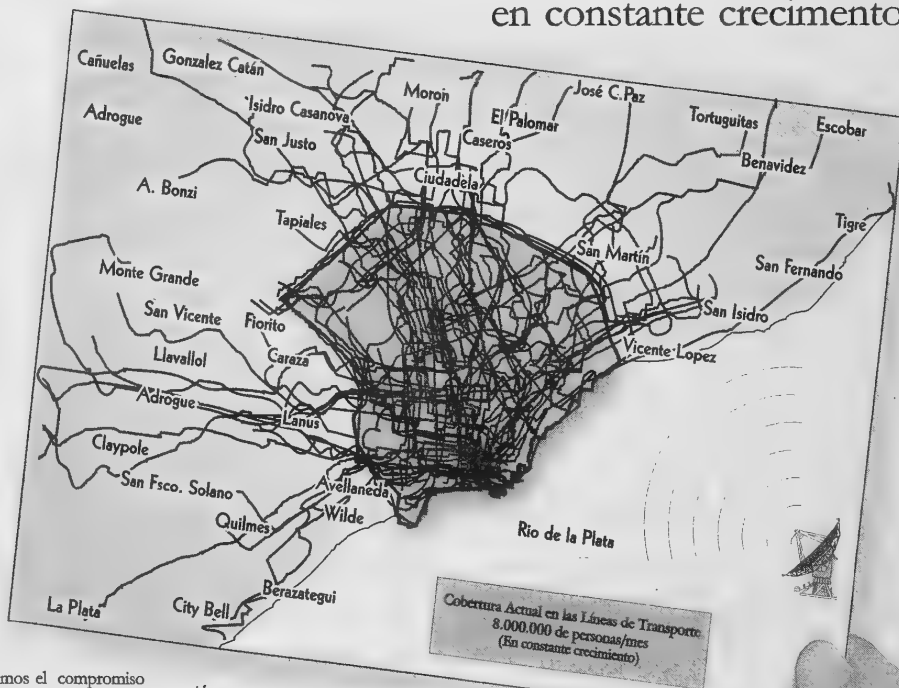 en constante crecimento
Cañuelas
Gonzalez Catán
Adrogue
Isidro Casanova
Moron
José C. Paz
El Palomar
Tortuguitas
Escobar
San Justo
Caseros
Benavidez
A. Bonzi
Ciudadela
Tapiales
Tigre
San Martín
San Fernando
Monte Grande
San Vicente
Fiorito
San Isidro
Llavallol
Caraza
Vicente Lopez
Adrogue
Lanus
Claypole
San Fsco. Solano
Avellaneda
Quilmes
Wilde
Rio de la Plata
Berazategui
La Plata
City Bell
Cobertura Actual en las Líneas de Transporte
8.000.000 de personas/mes
(En constante crecimiento)
mos el compromiso